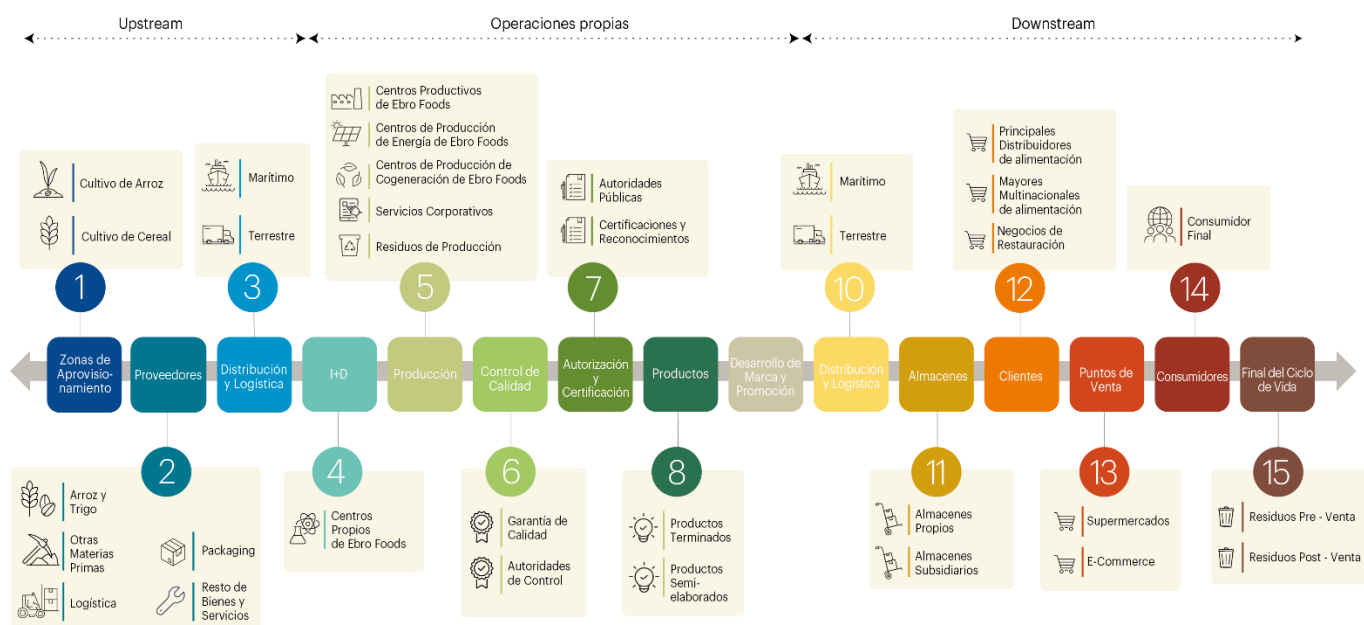 Upstream
Operaciones propias
Downstream
Cultivo de Arroz
Cultivo de Cereal
Marítimo
Terrestre
Centros Productivos
de Ebro Foods
Centros de Producción
de Energía de Ebro Foods
Centros de Producción de
Cogeneración de Ebro Foods
Servicios Corporativos
Residuos de Producción
Autoridades
Públicas
Certificaciones y
Reconocimientos
Marítimo
Terrestre
Principales
Distribuidores
de alimentación
Mayores
Multinacionales
de alimentación
Negocios de
Restauración
Consumidor
Final
1
3
5
7
10
12
14
Zonas de
Aprovisio-
namiento
Proveedores
Distribución
y Logística
I+D
Producción
Control de
Calidad
Autorización
y
Certificación
Productos
Desarrollo de
Marca y
Promoción
Distribución
y Logística
Almacenes
Clientes
Puntos de
Venta
Consumidores
Final del Ciclo
de Vida
2
4
6
8
11
13
15
Arroz y
Trigo
Otras
Materias
Primas
Logística
Packaging
Resto de
Bienes y
Servicios
Centros
Propios
de Ebro Foods
Garantía de
Calidad
Autoridades
de Control
Productos
Terminados
Productos
Semi-
elaborados
Almacenes
Propios
Almacenes
Subsidiarios
Supermercados
E-Commerce
Residuos Pre - Venta
Residuos Post - Venta